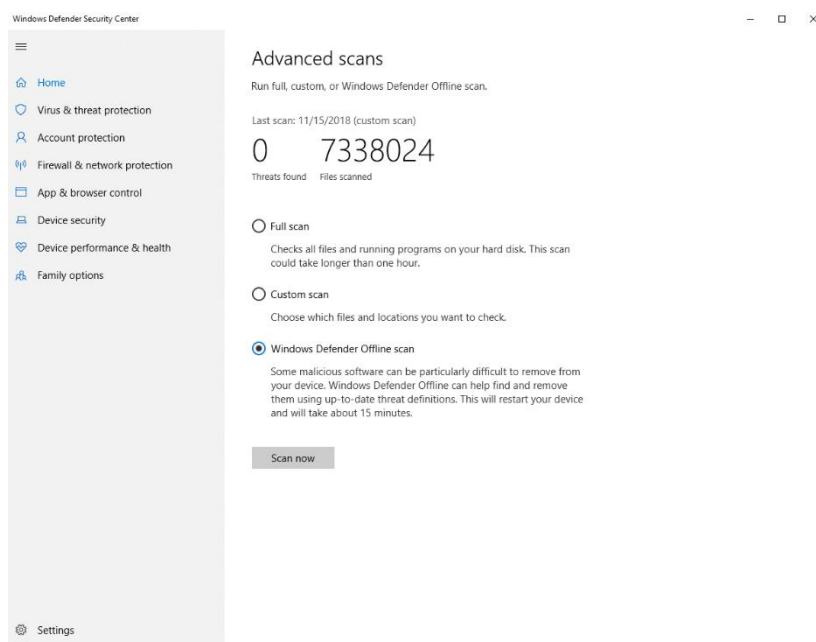 Windows Defender Security Center
Home
Virus & threat protection
Account protection
Firewall & network protection
App & browser control
Device security
Device performance & health
Family options
Settings
Advanced scans
Run full, custom, or Windows Defender Offline scan.
Last scan: 11/15/2018 (custom scan)
0 7338024
Threats found Files scanned
Full scan
Checks all files and running programs on your hard disk. This scan
could take longer than one hour.
Custom scan
Choose which files and locations you want to check.
Windows Defender Offline scan
Some malicious software can be particularly difficult to remove from
your device. Windows Defender Offline can help find and remove
them using up-to-date threat definitions. This will restart your device
and will take about 15 minutes.
Scan now